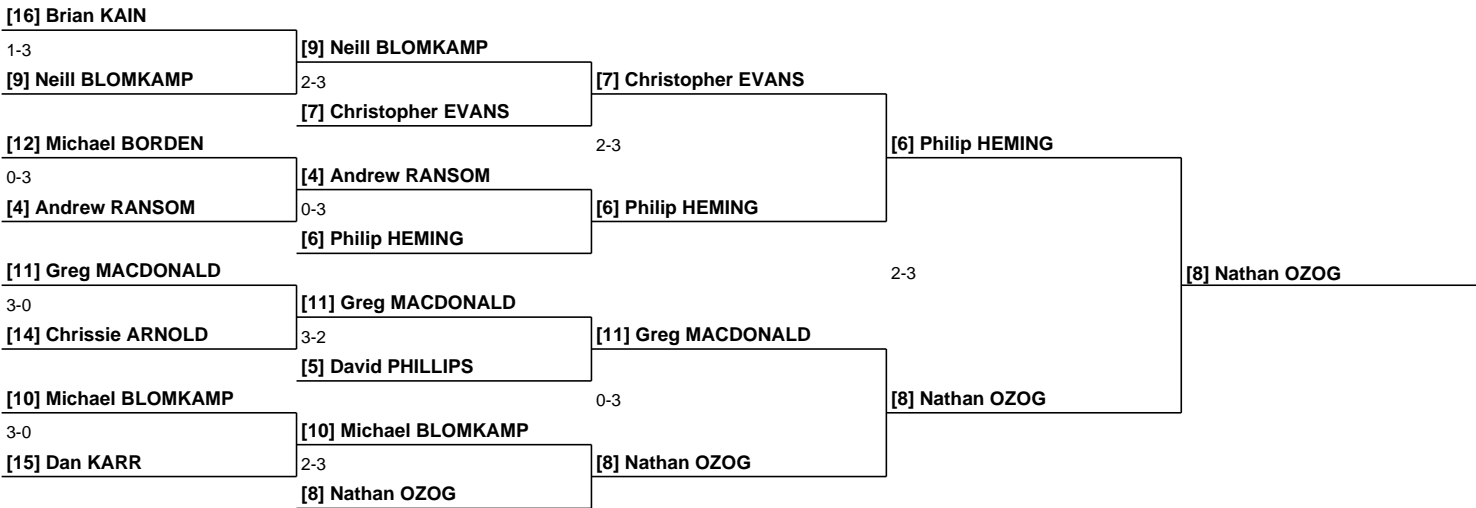 [16] Brian KAIN
1-3
[9] Neill BLOMKAMP
[9] Neill BLOMKAMP
2-3
[7] Christopher EVANS
[7] Christopher EVANS
[12] Michael BORDEN
2-3
[6] Philip HEMING
0-3
[4] Andrew RANSOM
[4] Andrew RANSOM
0-3
[6] Philip HEMING
[6] Philip HEMING
[11] Greg MACDONALD
2-3
[8] Nathan OZOG
3-0
[11] Greg MACDONALD
[14] Chrissie ARNOLD
3-2
[11] Greg MACDONALD
[5] David PHILLIPS
[10] Michael BLOMKAMP
0-3
[8] Nathan OZOG
3-0
[10] Michael BLOMKAMP
[15] Dan KARR
2-3
[8] Nathan OZOG
[8] Nathan OZOG